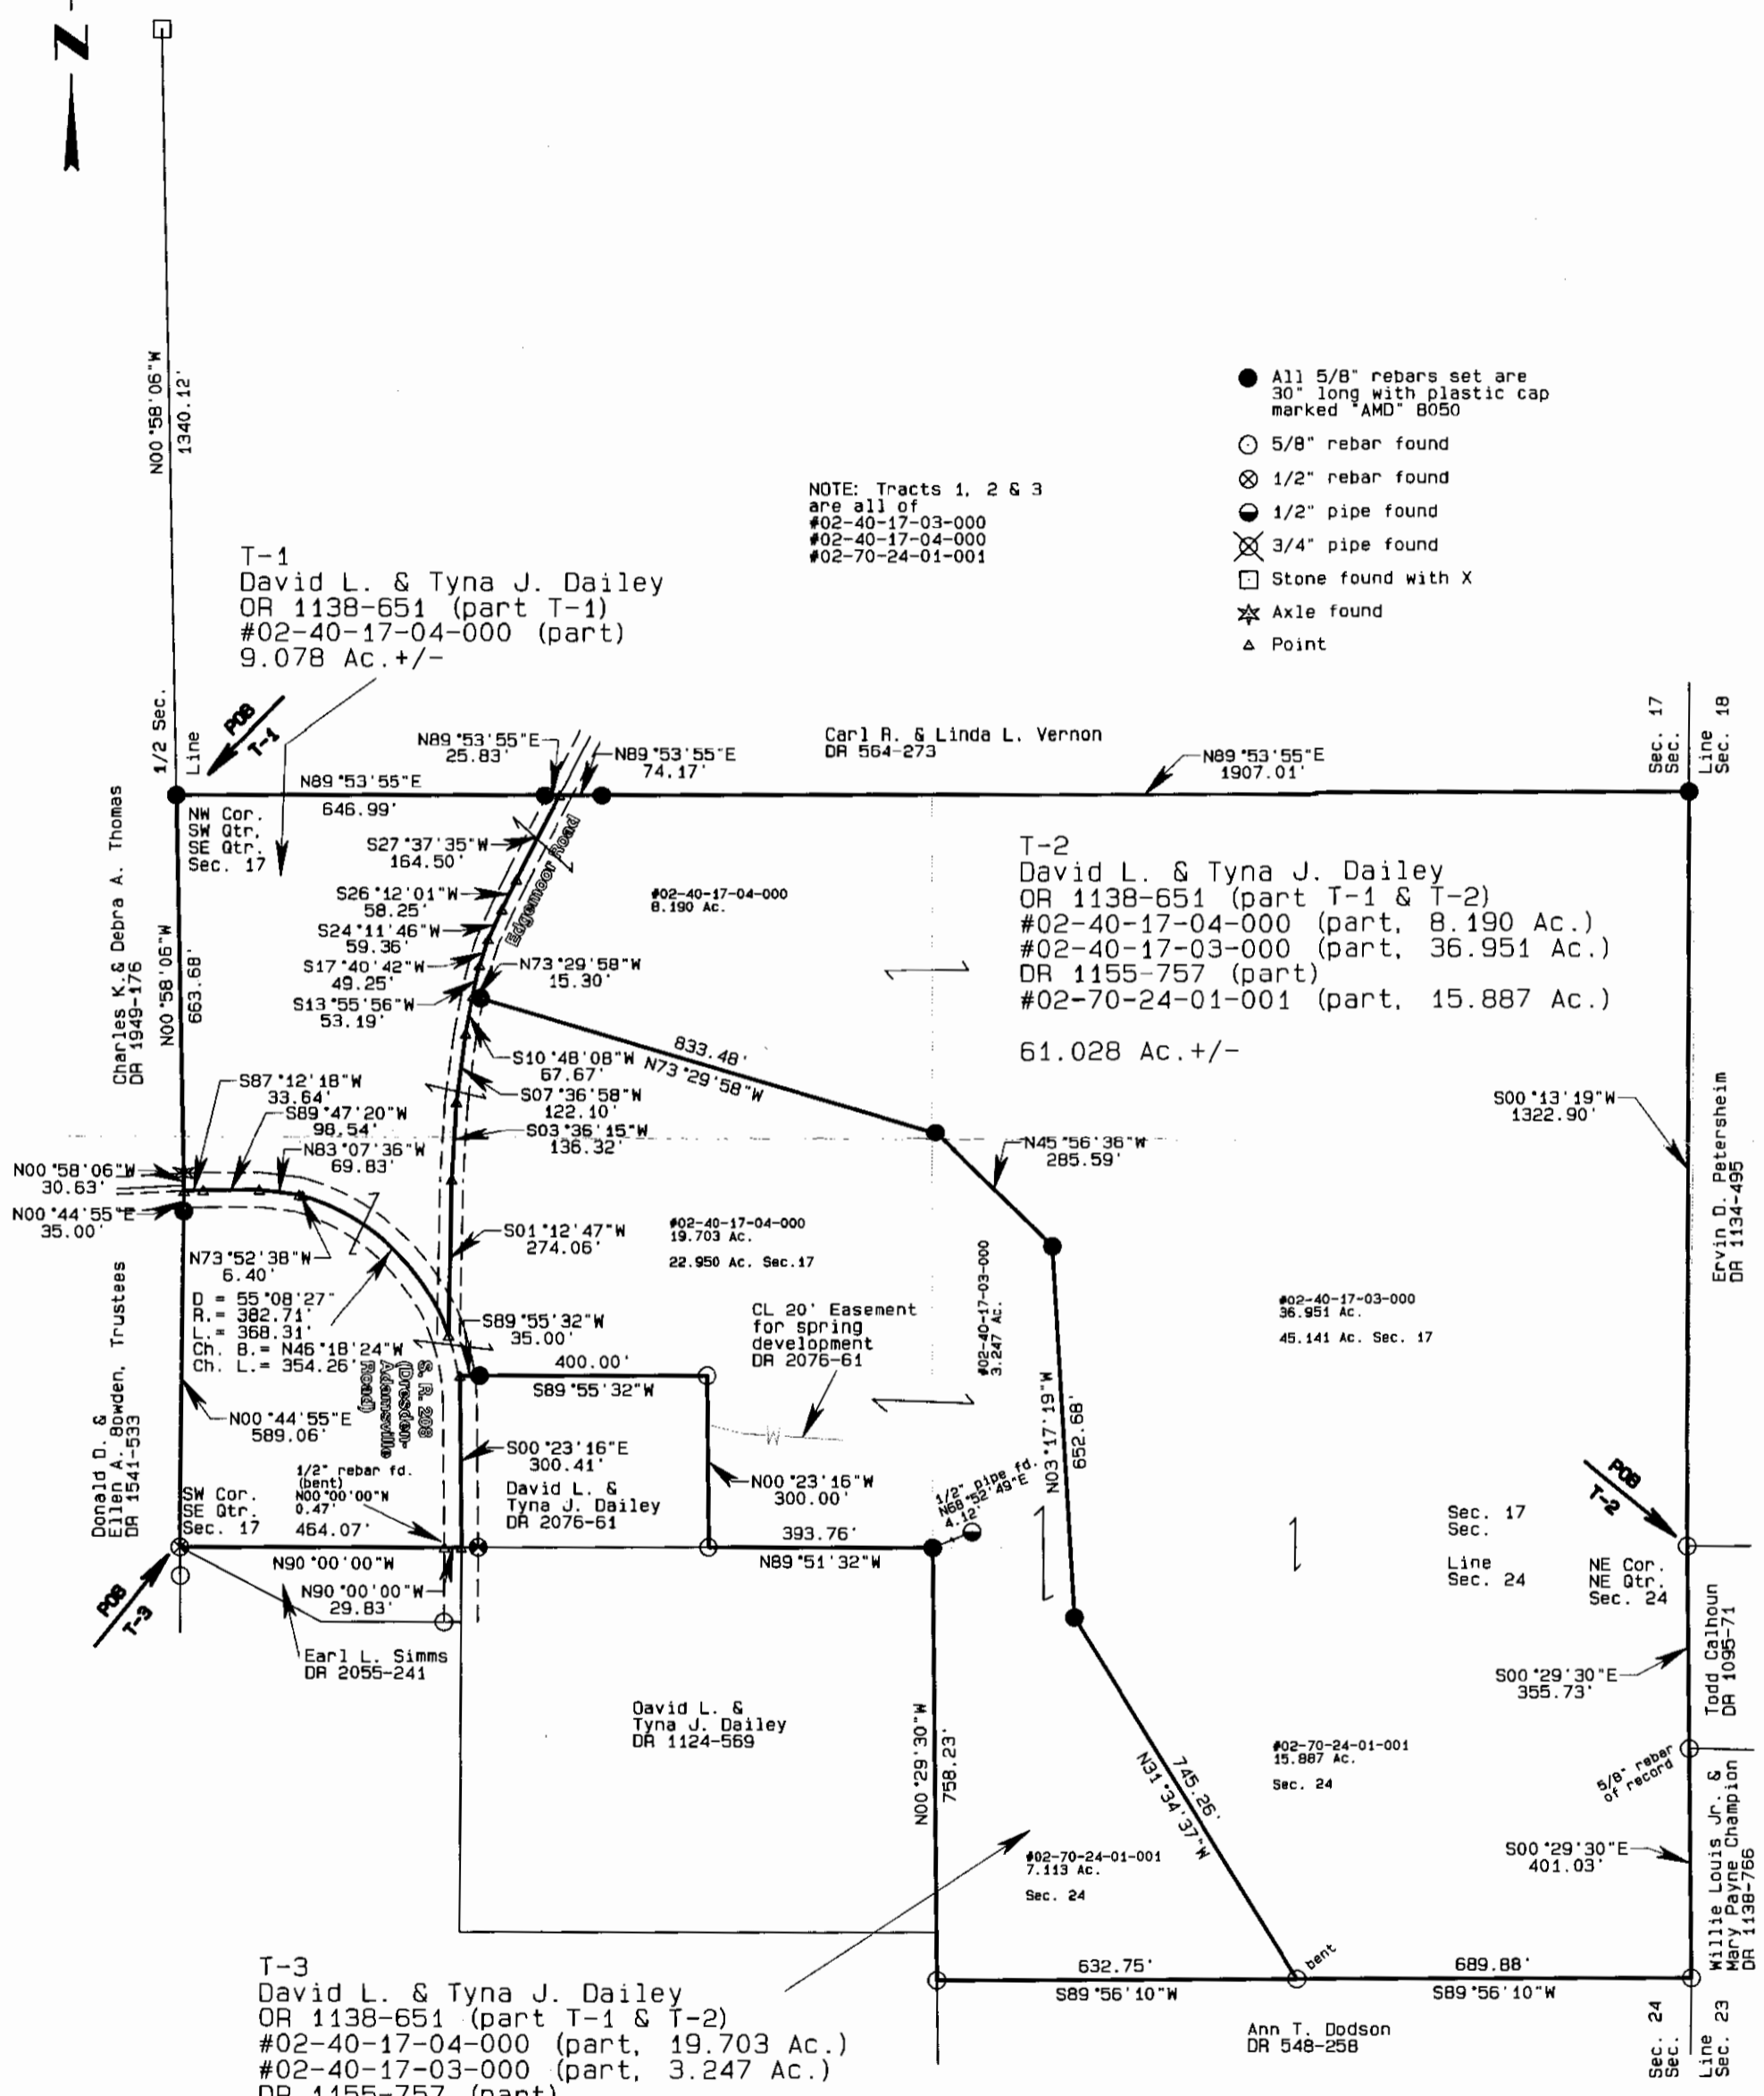 N
N00°58'06"W
1340.12'
All 5/8" rebars set are
30" long with plastic cap
marked "AMD" 8050
5/8" rebar found
1/2" rebar found
1/2" pipe found
3/4" pipe found
Stone found with X
Axle found
Point
NOTE: Tracts 1, 2 & 3
are all of
#02-40-17-03-000
#02-40-17-04-000
#02-70-24-01-001
T-1
David L. & Tyna J. Dailey
OR 1138-651 (part T-1)
#02-40-17-04-000 (part)
9.078 Ac.+/-
1/2 Sec.
Line
POB
T-1
N89°53'55"E
25.83'
N89°53'55"E
74.17'
Carl R. & Linda L. Vernon
DR 564-273
N89°53'55"E
1907.01'
Sec. 17
Sec.
Line
Sec. 18
N89°53'55"E
646.99'
NW Cor.
SW Qtr.
SE Qtr.
Sec. 17
Charles K.& Debra A. Thomas
DR 1949-176
N00°58'06"W
663.68'
S27°37'35"W
164.50'
S26°12'01"W
58.25'
S24°11'46"W
59.36'
S17°40'42"W
49.25'
S13°55'56"W
53.19'
Edgemoor Road
#02-40-17-04-000
8.190 Ac.
N73°29'58"W
15.30'
T-2
David L. & Tyna J. Dailey
OR 1138-651 (part T-1 & T-2)
#02-40-17-04-000 (part, 8.190 Ac.)
#02-40-17-03-000 (part, 36.951 Ac.)
DR 1155-757 (part)
#02-70-24-01-001 (part, 15.887 Ac.)
61.028 Ac.+/-
833.48'
N73°29'58"W
S10°48'08"W
67.67'
S07°36'58"W
122.10'
S03°36'15"W
136.32'
S87°12'18"W
33.64'
S89°47'20"W
98.54'
N83°07'36"W
69.83'
N00°58'06"W
30.63'
N00°44'55"E
35.00'
N73°52'38"W
6.40'
D = 55°08'27"
R.= 382.71'
L.= 368.31'
Ch. B.= N46°18'24"W
Ch. L.= 354.26'
S01°12'47"W
274.06'
#02-40-17-04-000
19.703 Ac.
22.950 Ac. Sec.17
N45°56'36"W
285.59'
S00°13'19"W
1322.90'
Ervin D. Petersheim
DR 1134-495
#02-40-17-03-000
3.247 Ac.
#02-40-17-03-000
36.951 Ac.
45.141 Ac. Sec. 17
CL 20' Easement
for spring
development
DR 2076-61
S89°55'32"W
35.00'
400.00'
S89°55'32"W
W
S. R. 208
(Dresden-
Adamsville
Road)
Donald D. &
Ellen A. Bowden, Trustees
DR 1541-533
N00°44'55"E
589.06'
S00°23'16"E
300.41'
N00°23'16"W
300.00'
N03°17'19"W
652.68'
1/2" rebar fd.
(bent)
N00°00'00"N
0.47'
SW Cor.
SE Qtr.
Sec. 17
464.07'
N90°00'00"W
David L. &
Tyna J. Dailey
DR 2076-61
393.76'
N89°51'32"W
1/2" pipe fd.
N68°52'49"E
4.12'
POB
T-2
Sec. 17
Sec.
Line
Sec. 24
NE Cor.
NE Qtr.
Sec. 24
POB
T-3
N90°00'00"W
29.83'
Earl L. Simms
DR 2055-241
David L. &
Tyna J. Dailey
DR 1124-569
N00°29'30"W
758.23'
745.26'
N31°34'37"W
#02-70-24-01-001
15.887 Ac.
Sec. 24
S00°29'30"E
355.73'
Todd Calhoun
DR 1095-71
5/8" rebar
of record
S00°29'30"E
401.03'
Willie Louis Jr. &
Mary Payne Champion
DR 1138-766
#02-70-24-01-001
7.113 Ac.
Sec. 24
632.75'
S89°56'10"W
bent
689.88'
S89°56'10"W
Ann T. Dodson
DR 548-258
Sec. 24
Sec.
Line
Sec. 23
T-3
David L. & Tyna J. Dailey
OR 1138-651 (part T-1 & T-2)
#02-40-17-04-000 (part, 19.703 Ac.)
#02-40-17-03-000 (part, 3.247 Ac.)
DR 1155-757 (part)